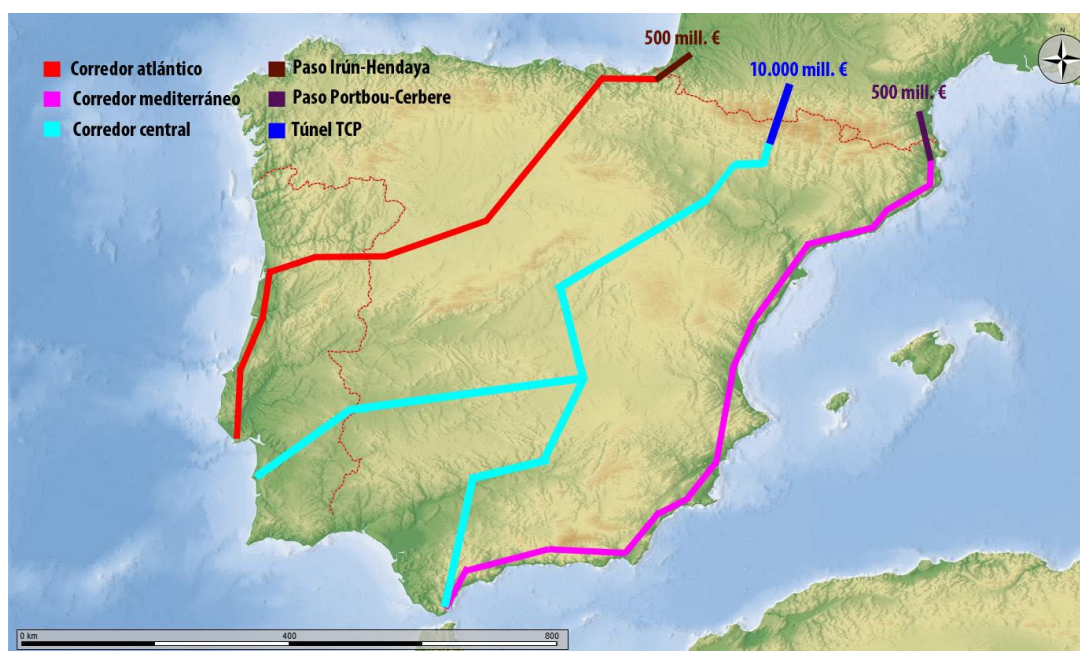 500 mill. €
10.000 mill. €
500 mill. €
N
Corredor atlántico
Corredor mediterráneo
Corredor central
Paso Irún-Hendaya
Paso Portbou-Cerbere
Túnel TCP
0 km
400
800